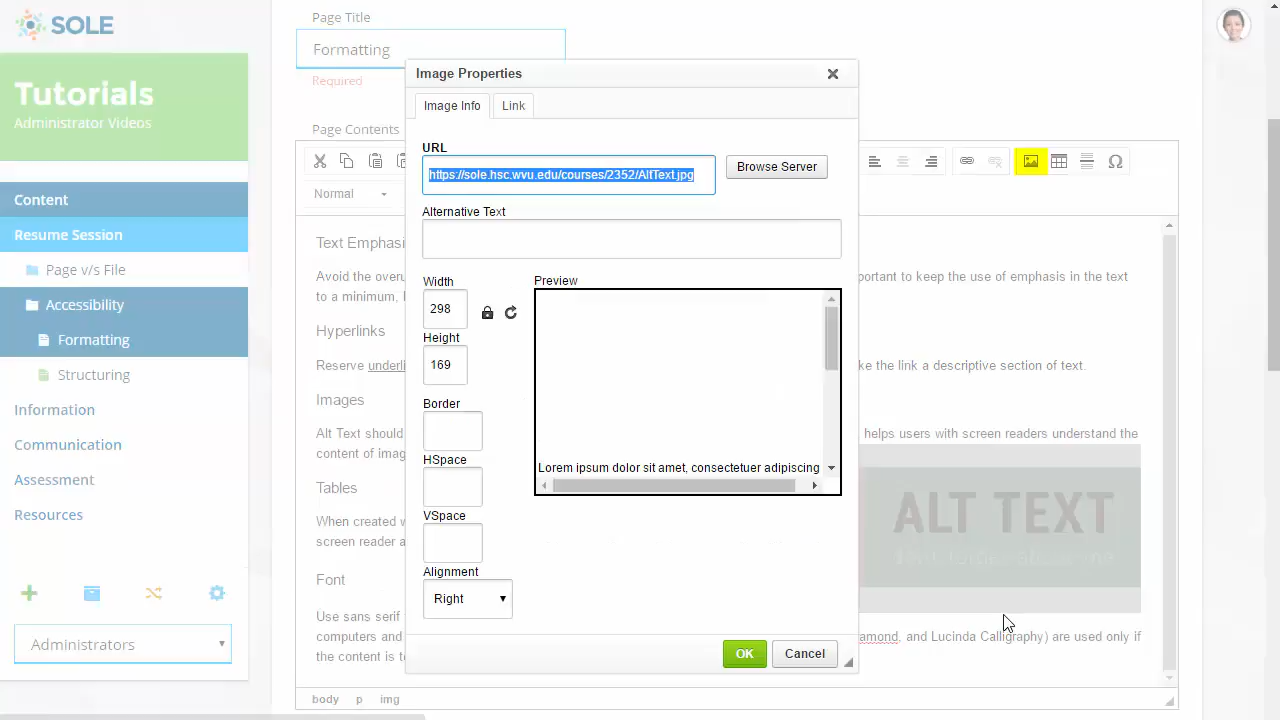 SOLE
Tutorials
Administrator Videos
Content
Resume Session
Page v/s File
Accessibility
Formatting
Structuring
Information
Communication
Assessment
Resources
Administrators
Page Title
Formatting
Required
Page Contents
Normal
Text Emphasi
Avoid the overu
portant to keep the use of emphasis in the text
to a minimum,
Hyperlinks
Reserve underli
ke the link a descriptive section of text.
Images
Alt Text should
helps users with screen readers understand the
content of imag
Tables
When created w
screen reader a
ALT TEXT
Font
Use sans serif
amond, and Lucinda Calligraphy) are used only if
computers and
the content is to
body p img
Image Properties
Image Info
Link
URL
https://sole.hsc.wvu.edu/courses/2352/AltText.jpg
Browse Server
Alternative Text
Width
298
Height
169
Border
HSpace
VSpace
Alignment
Right
Preview
Lorem ipsum dolor sit amet, consectetuer adipiscing
OK
Cancel